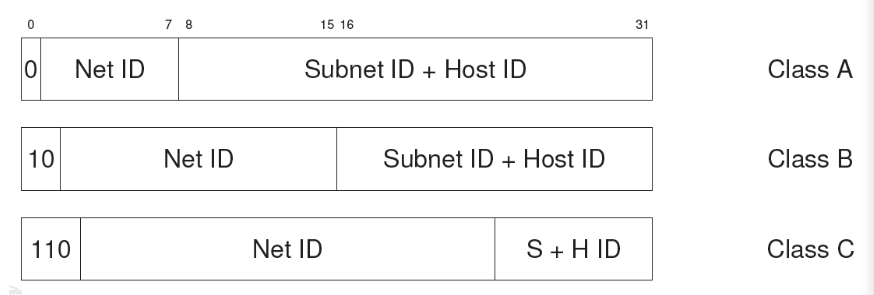 0 7 8 15 16 31
0 Net ID Subnet ID + Host ID Class A
10 Net ID Subnet ID + Host ID Class B
110 Net ID S + H ID Class C